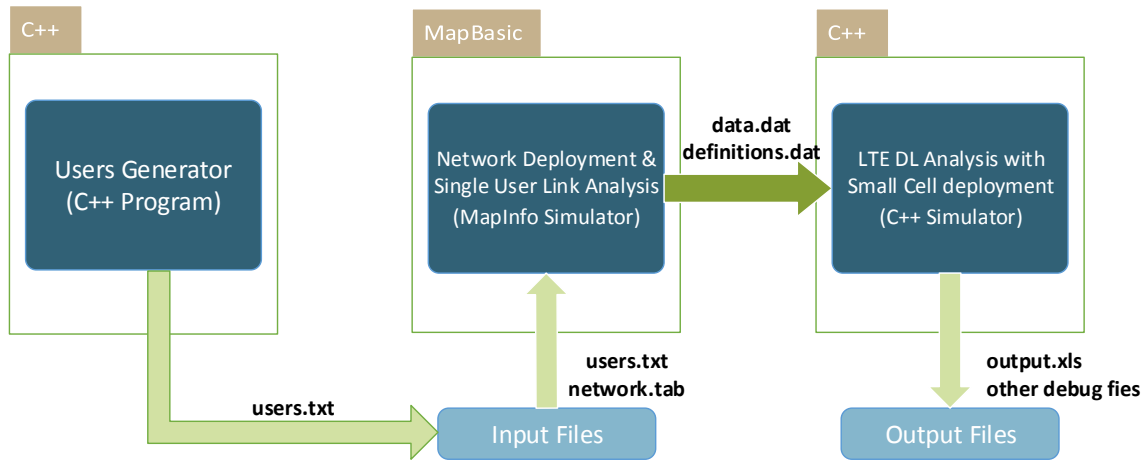 C++
MapBasic
C++
Users Generator
(C++ Program)
Network Deployment &
Single User Link Analysis
(MapInfo Simulator)
data.dat
definitions.dat
LTE DL Analysis with
Small Cell deployment
(C++ Simulator)
users.txt
users.txt
network.tab
output.xls
other debug fies
Input Files
Output Files